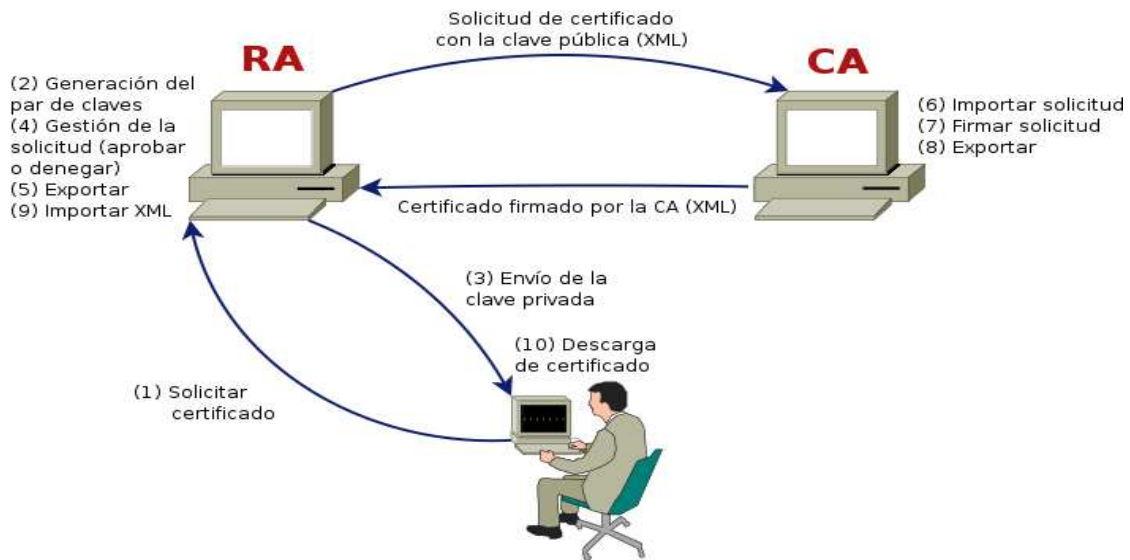 Solicitud de certificado
con la clave pública (XML)
RA
CA
(2) Generación del
par de claves
(4) Gestión de la
solicitud (aprobar
o denegar)
(5) Exportar
(9) Importar XML
(6) Importar solicitud
(7) Firmar solicitud
(8) Exportar
Certificado firmado por la CA (XML)
(3) Envío de la
clave privada
(10) Descarga
de certificado
(1) Solicitar
certificado